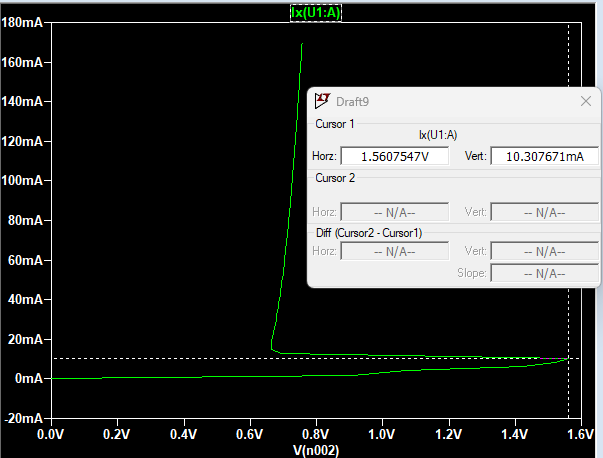 Ix(U1:A)
180mA
160mA
140mA
120mA
100mA
80mA
60mA
40mA
20mA
0mA
-20mA
0.0V 0.2V 0.4V 0.6V 0.8V 1.0V 1.2V 1.4V 1.6V
V(n002)
Draft9
Cursor 1
Ix(U1:A)
Horz: 1.5607547V Vert: 10.307671mA
Cursor 2
Horz: -- N/A-- Vert: -- N/A--
Diff (Cursor2 - Cursor1)
Horz: -- N/A-- Vert: -- N/A--
Slope: -- N/A--